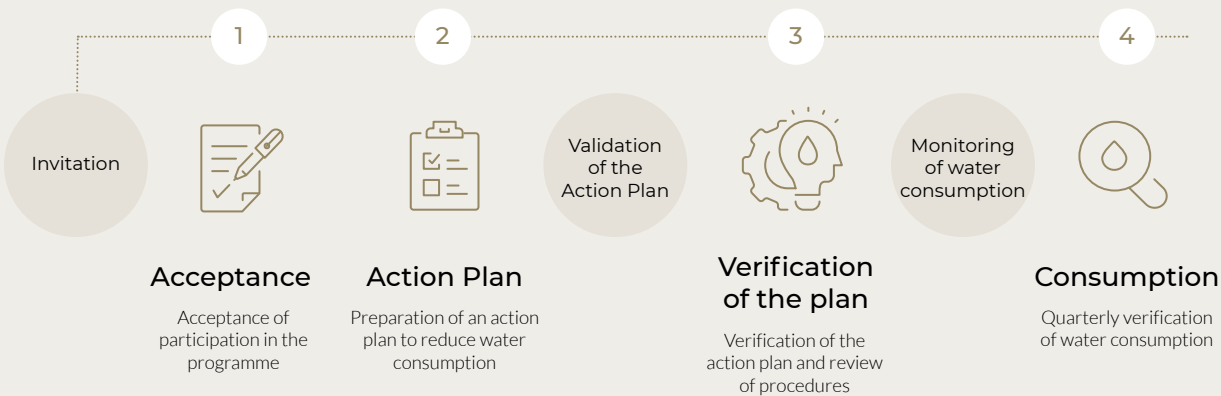 1
2
3
4
Invitation
Acceptance
Acceptance of
participation in the
programme
Action Plan
Preparation of an action
plan to reduce water
consumption
Validation
of the
Action Plan
Verification
of the plan
Verification of the
action plan and review
of procedures
Monitoring
of water
consumption
Consumption
Quarterly verification
of water consumption